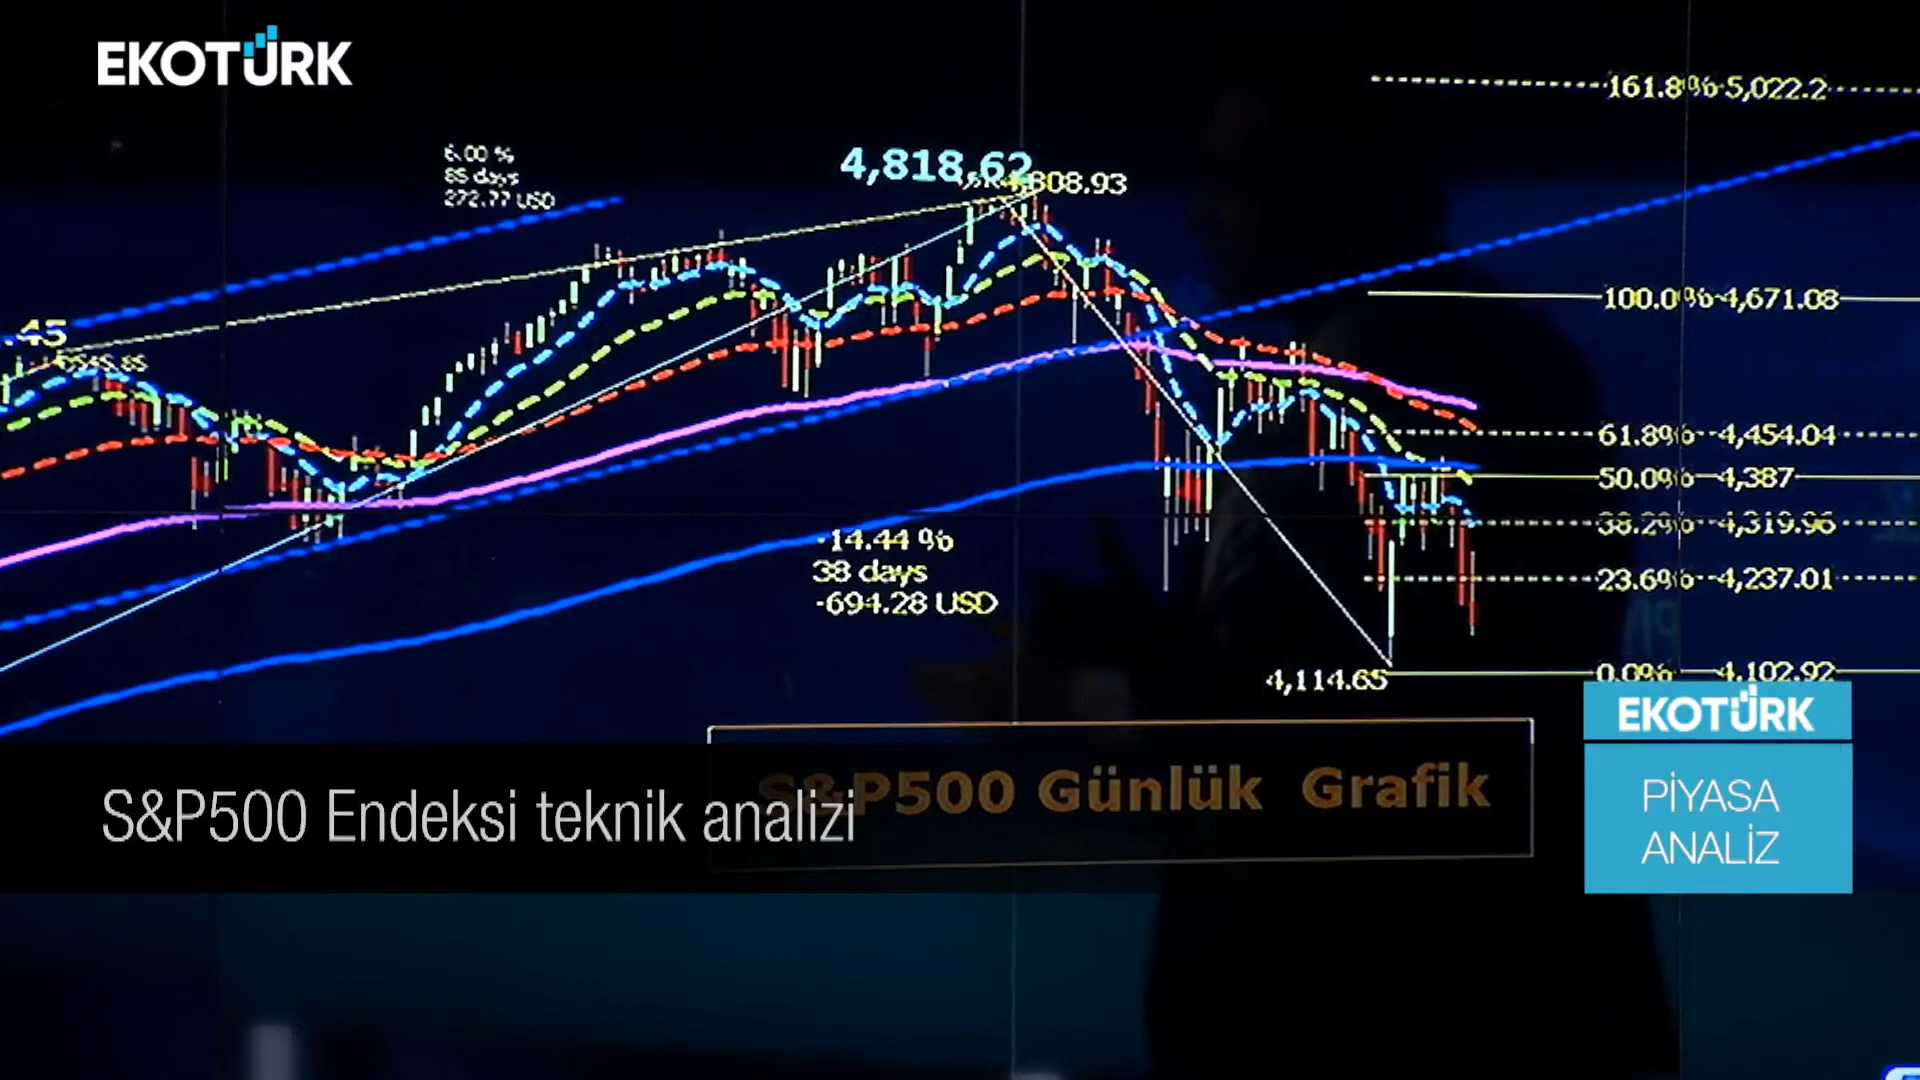 EKOTÜRK
161.8% 5,022.2
6.00 %
85 days
272.77 USD
4,818.62
4,808.93
100.0% 4,671.08
.45
61.8% 4,454.04
50.0% 4,387
38.2% 4,319.96
23.6% 4,237.01
-14.44 %
38 days
-694.28 USD
4,114.65
0.0% 4,102.92
EKOTÜRK
PİYASA
ANALİZ
S&P500 Günlük Grafik
S&P500 Endeksi teknik analizi